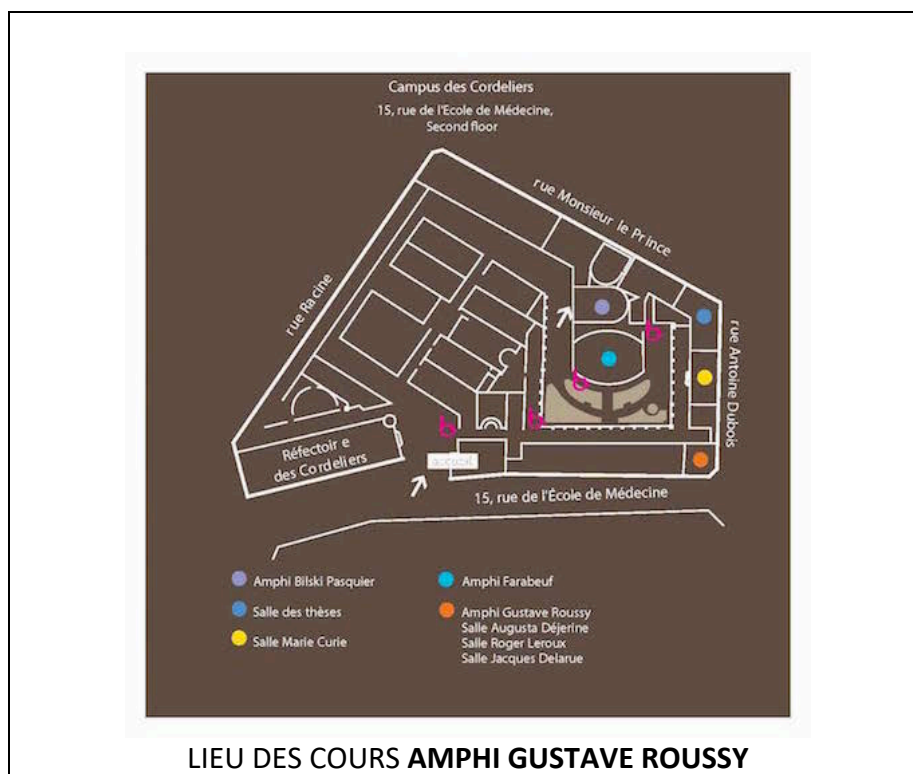 Campus des Cordeliers
15, rue de l'Ecole de Médecine,
Second floor
rue Monsieur le Prince
rue Racine
rue Antoine Dubois
Réfectoir e
des Cordeliers
accueil
15, rue de l'École de Médecine
Amphi Bilski Pasquier
Salle des thèses
Salle Marie Curie
Amphi Farabeuf
Amphi Gustave Roussy
Salle Augusta Déjerine
Salle Roger Leroux
Salle Jacques Delarue
LIEU DES COURS AMPHI GUSTAVE ROUSSY